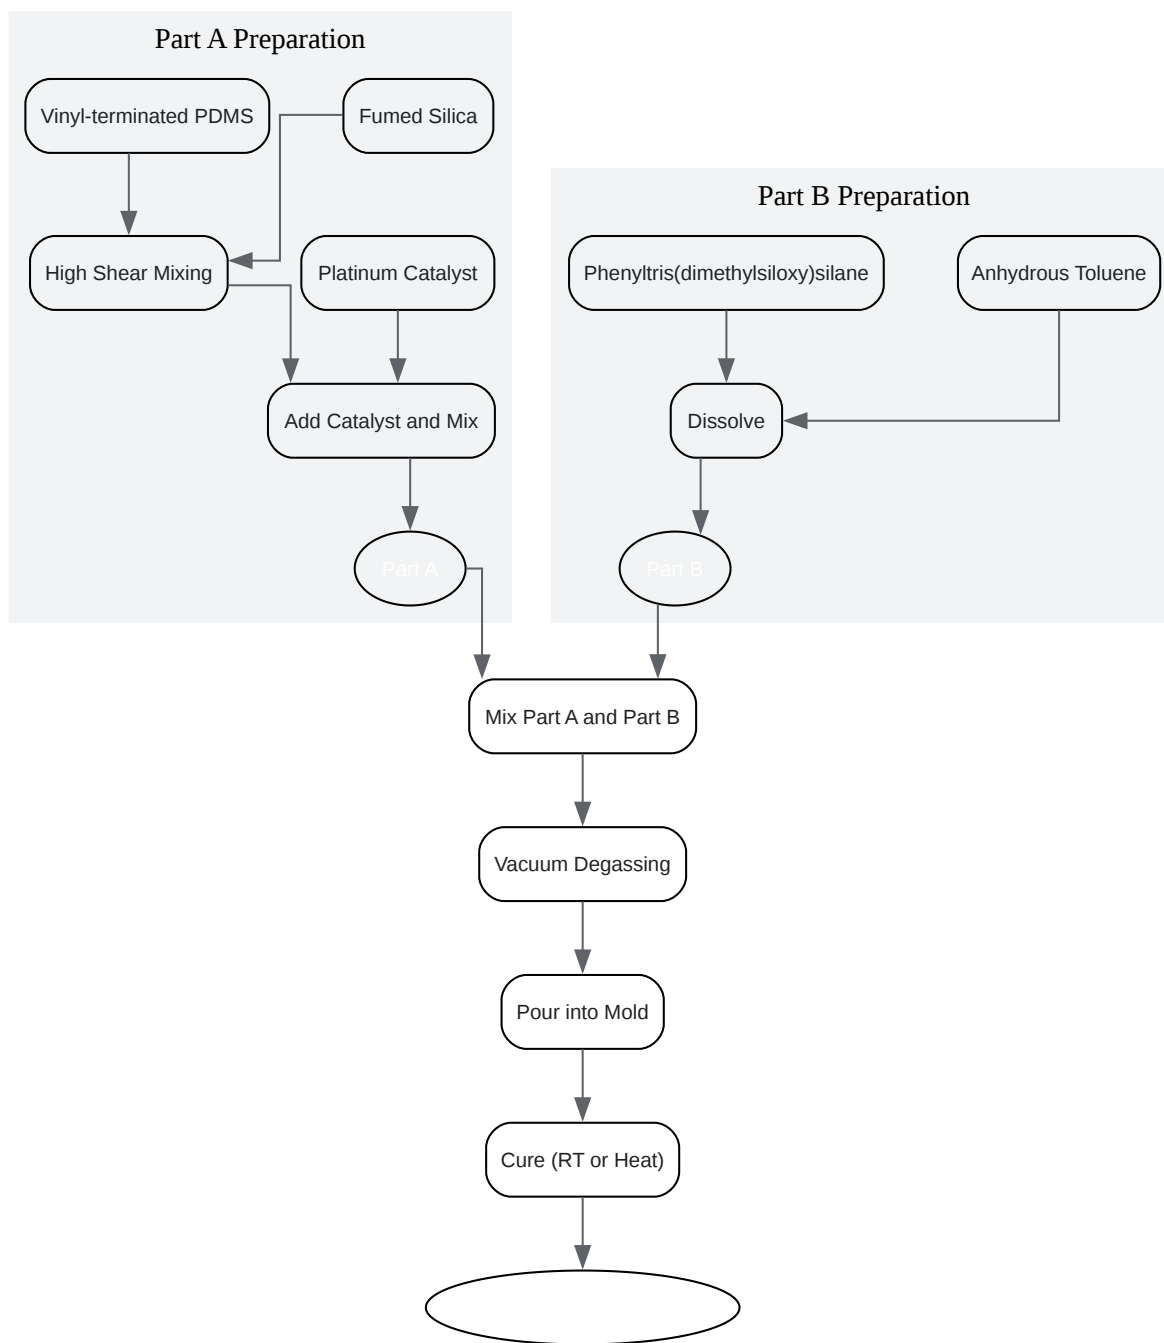 Part A Preparation
Vinyl-terminated PDMS
Fumed Silica
High Shear Mixing
Platinum Catalyst
Add Catalyst and Mix
Part A
Part B Preparation
Phenyltris(dimethylsiloxy)silane
Anhydrous Toluene
Dissolve
Part B
Mix Part A and Part B
Vacuum Degassing
Pour into Mold
Cure (RT or Heat)